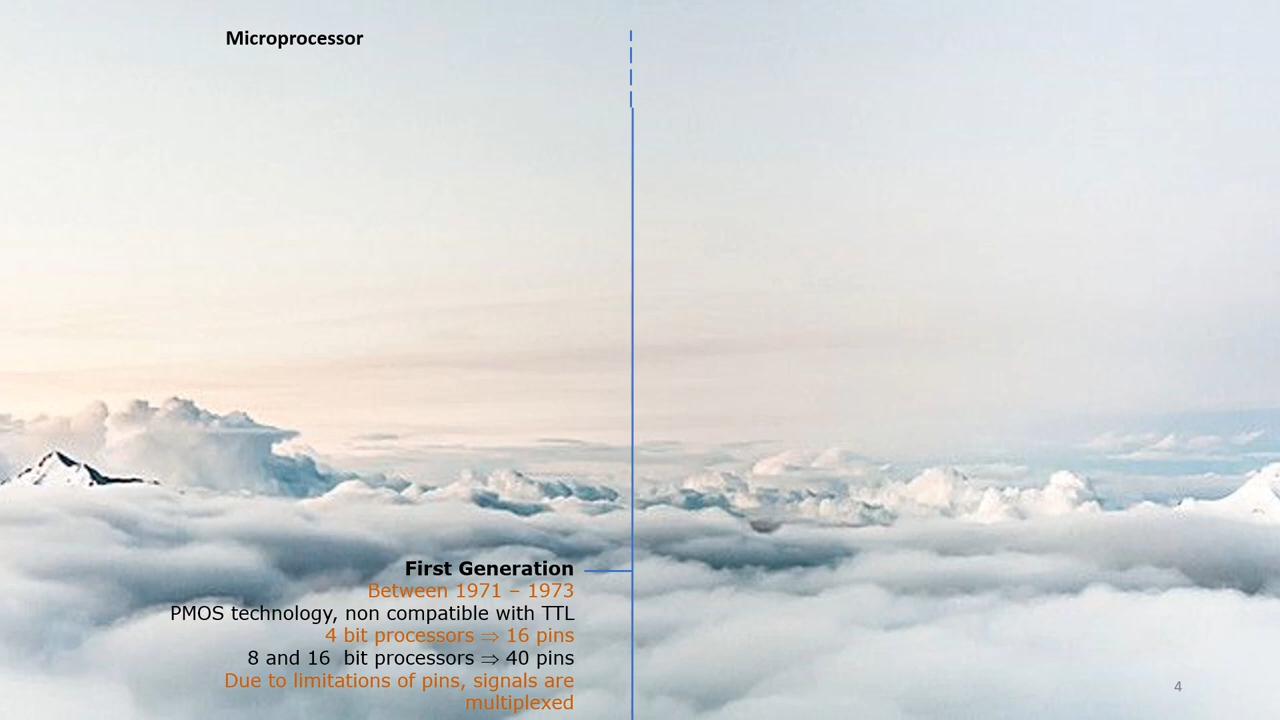 Microprocessor
First Generation
Between 1971 – 1973
PMOS technology, non compatible with TTL
4 bit processors ⇒ 16 pins
8 and 16  bit processors ⇒ 40 pins
Due to limitations of pins, signals are
multiplexed
4